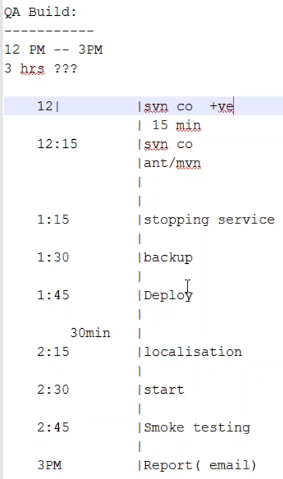 QA Build:
-----------
12 PM -- 3PM
3 hrs ???
12| |svn co +ve
| 15 min
12:15 |svn co
|ant/mvn
|
|
1:15 |stopping service
|
1:30 |backup
|
1:45 |Deploy
|
30min |
2:15 |localisation
|
2:30 |start
|
2:45 |Smoke testing
|
3PM |Report( email)